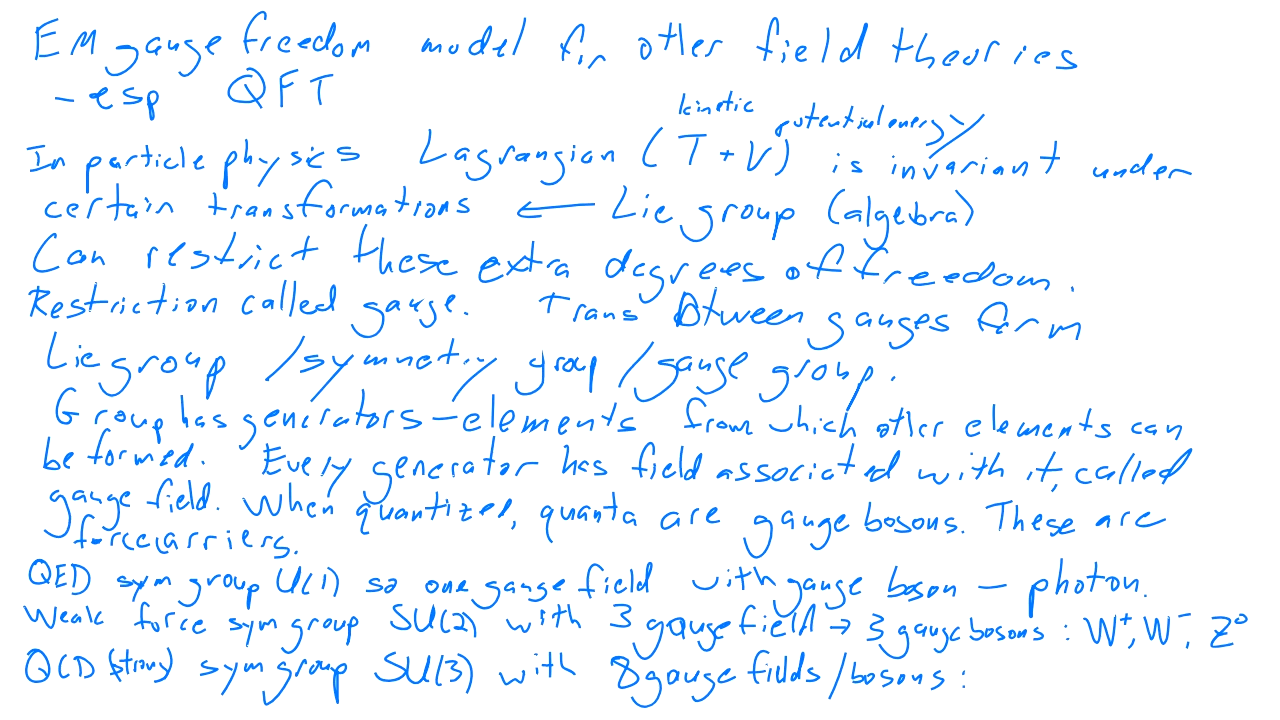 EM gauge freedom model for other field theories
- esp QFT
kinetic potential energy
In particle physics Lagrangian (T + V) is invariant under
certain transformations ← Lie group (algebra)
Can restrict these extra degrees of freedom.
Restriction called gauge. Trans btween gauges form
Lie group / symmetry group / gauge group.
Group has generators - elements from which other elements can
be formed. Every generator has field associated with it, called
gauge field. When quantized, quanta are gauge bosons. These are
force carriers.
QED sym group U(1) so one gauge field with gauge boson - photon.
Weak force sym group SU(2) with 3 gauge field → 3 gauge bosons : W⁺, W⁻, Z⁰
QCD (strong) sym group SU(3) with 8 gauge fields / bosons :